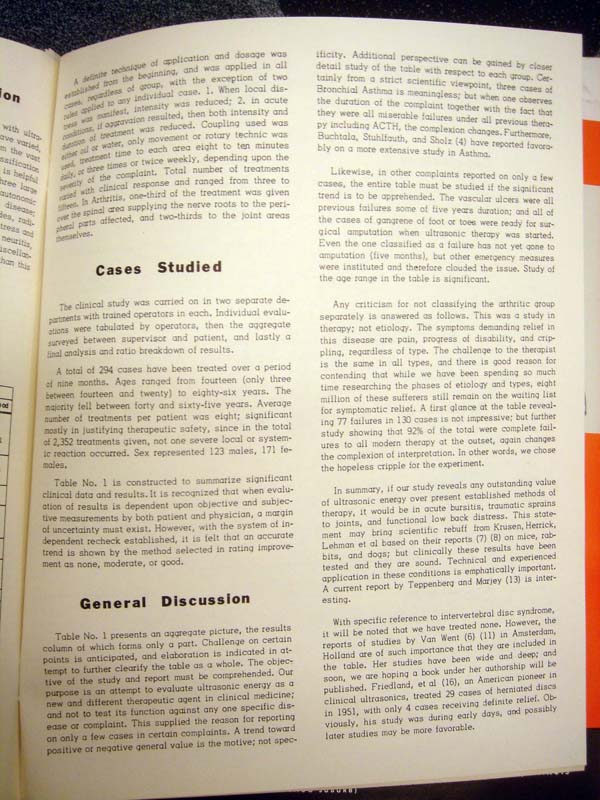 ion
with ultra-
ave varied,
m the vast
ssification
is helpful
hree large
autonomic
disease;
des, radi-
tress and
neuritis,
iscellan-
han this
A definite technique of application and dosage was
established from the beginning, and was applied in all
cases, regardless of group, with the exception of two
rules applied to any individual case. 1. When local dis-
tress was manifest, intensity was reduced; 2. in acute
condition, if aggravation resulted, then both intensity and
duration of treatment was reduced. Coupling used was
either oil or water, only movement or rotary technic was
used, treatment time to each area eight to ten minutes
daily, or three times or twice weekly, depending upon the
severity of the complaint. Total number of treatments
varied with clinical response and ranged from three to
fifteen. In Arthritis, one-third of the treatment was given
over the spinal area supplying the nerve roots to the peri-
pheral parts affected, and two-thirds to the joint areas
themselves.
Cases Studied
The clinical study was carried on in two separate de-
partments with trained operators in each. Individual evalu-
ations were tabulated by operators, then the aggregate
surveyed between supervisor and patient, and lastly a
final analysis and ratio breakdown of results.
A total of 294 cases have been treated over a period
of nine months. Ages ranged from fourteen (only three
between fourteen and twenty) to eighty-six years. The
majority fell between forty and sixty-five years. Average
number of treatments per patient was eight; significant
mostly in justifying therapeutic safety, since in the total
of 2,352 treatments given, not one severe local or system-
ic reaction occurred. Sex represented 123 males, 171 fe-
males.
Table No. 1 is constructed to summarize significant
clinical data and results. It is recognized that when evalu-
ation of results is dependent upon objective and subjec-
tive measurements by both patient and physician, a margin
of uncertainty must exist. However, with the system of in-
dependent recheck established, it is felt that an accurate
trend is shown by the method selected in rating improve-
ment as none, moderate, or good.
General Discussion
Table No. 1 presents an aggregate picture, the results
column of which forms only a part. Challenge on certain
points is anticipated, and elaboration is indicated in at-
tempt to further clarify the table as a whole. The objec-
tive of the study and report must be comprehended. Our
purpose is an attempt to evaluate ultrasonic energy as a
new and different therapeutic agent in clinical medicine;
and not to test its function against any one specific dis-
ease or complaint. This supplied the reason for reporting
on only a few cases in certain complaints. A trend toward
positive or negative general value is the motive; not spec-
ificity. Additional perspective can be gained by closer
detail study of the table with respect to each group. Cer-
tainly from a strict scientific viewpoint, three cases of
Bronchial Asthma is meaningless; but when one observes
the duration of the complaint together with the fact that
they were all miserable failures under all previous thera-
py including ACTH, the complexion changes. Furthermore,
Buchtala, Stuhlfauth, and Sholz (4) have reported favora-
bly on a more extensive study in Asthma.
Likewise, in other complaints reported on only a few
cases, the entire table must be studied if the significant
trend is to be apprehended. The vascular ulcers were all
previous failures some of five years duration; and all of
the cases of gangrene of foot or toes were ready for sur-
gical amputation when ultrasonic therapy was started.
Even the one classified as a failure has not yet gone to
amputation (five months), but other emergency measures
were instituted and therefore clouded the issue. Study of
the age range in the table is significant.
Any criticism for not classifying the arthritic group
separately is answered as follows. This was a study in
therapy; not etiology. The symptoms demanding relief in
this disease are pain, progress of disability, and crip-
pling, regardless of type. The challenge to the therapist
is the same in all types, and there is good reason for
contending that while we have been spending so much
time researching the phases of etiology and types, eight
million of these sufferers still remain on the waiting list
for symptomatic relief. A first glance at the table reveal-
ing 77 failures in 130 cases is not impressive; but further
study showing that 92% of the total were complete fail-
ures to all modern therapy at the outset, again changes
the complexion of interpretation. In other words, we chose
the hopeless cripple for the experiment.
In summary, if our study reveals any outstanding value
of ultrasonic energy over present established methods of
therapy, it would be in acute bursitis, traumatic sprains
to joints, and functional low back distress. This state-
ment may bring scientific rebuff from Krusen, Herrick,
Lehman et al based on their reports (7) (8) on mice, rab-
bits, and dogs; but clinically these results have been
tested and they are sound. Technical and experienced
application in these conditions is emphatically important.
A current report by Teppenberg and Marjey (13) is inter-
esting.
With specific reference to intervertebral disc syndrome,
it will be noted that we have treated none. However, the
reports of studies by Van Went (6) (11) in Amsterdam,
Holland are of such importance that they are included in
the table. Her studies have been wide and deep; and
soon, we are hoping a book under her authorship will be
published. Friedland, et al (16), an American pioneer in
clinical ultrasonics, treated 29 cases of herniated discs
in 1951, with only 4 cases receiving definite relief. Ob-
viously, his study was during early days, and possibly
later studies may be more favorable.